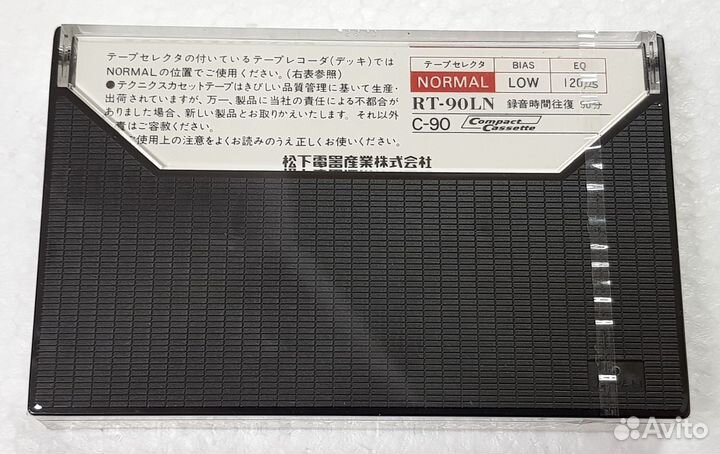 テープセレクタの付いているテープレコーダ(デッキ)では
NORMALの位置でご使用ください。(右表参照)
●テクニクスカセットテープはきびしい品質管理に基いて生産・
出荷されていますが、万一、製品に当社の責任による不都合が
ありました場合、新しい製品とお取りかえいたします。それ以外
責はご容赦ください。
使用上の注意をよくお読みのうえ正しくお使いください。
松下電器産業株式会社
テープセレクタ BIAS EQ
NORMAL LOW 120μs
RT-90LN 録音時間往復 90分
C-90 Compact Cassette
Avito